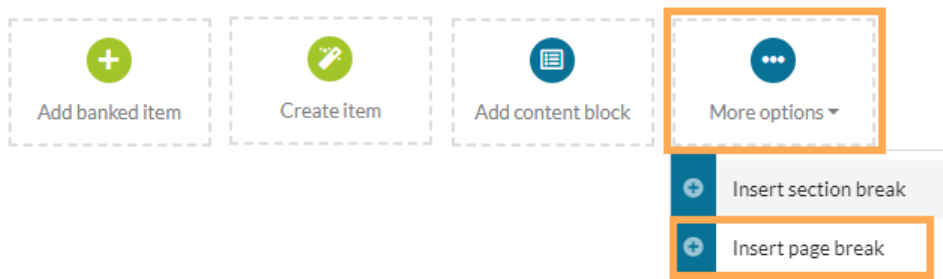 Add banked item
Create item
Add content block
More options
Insert section break
Insert page break